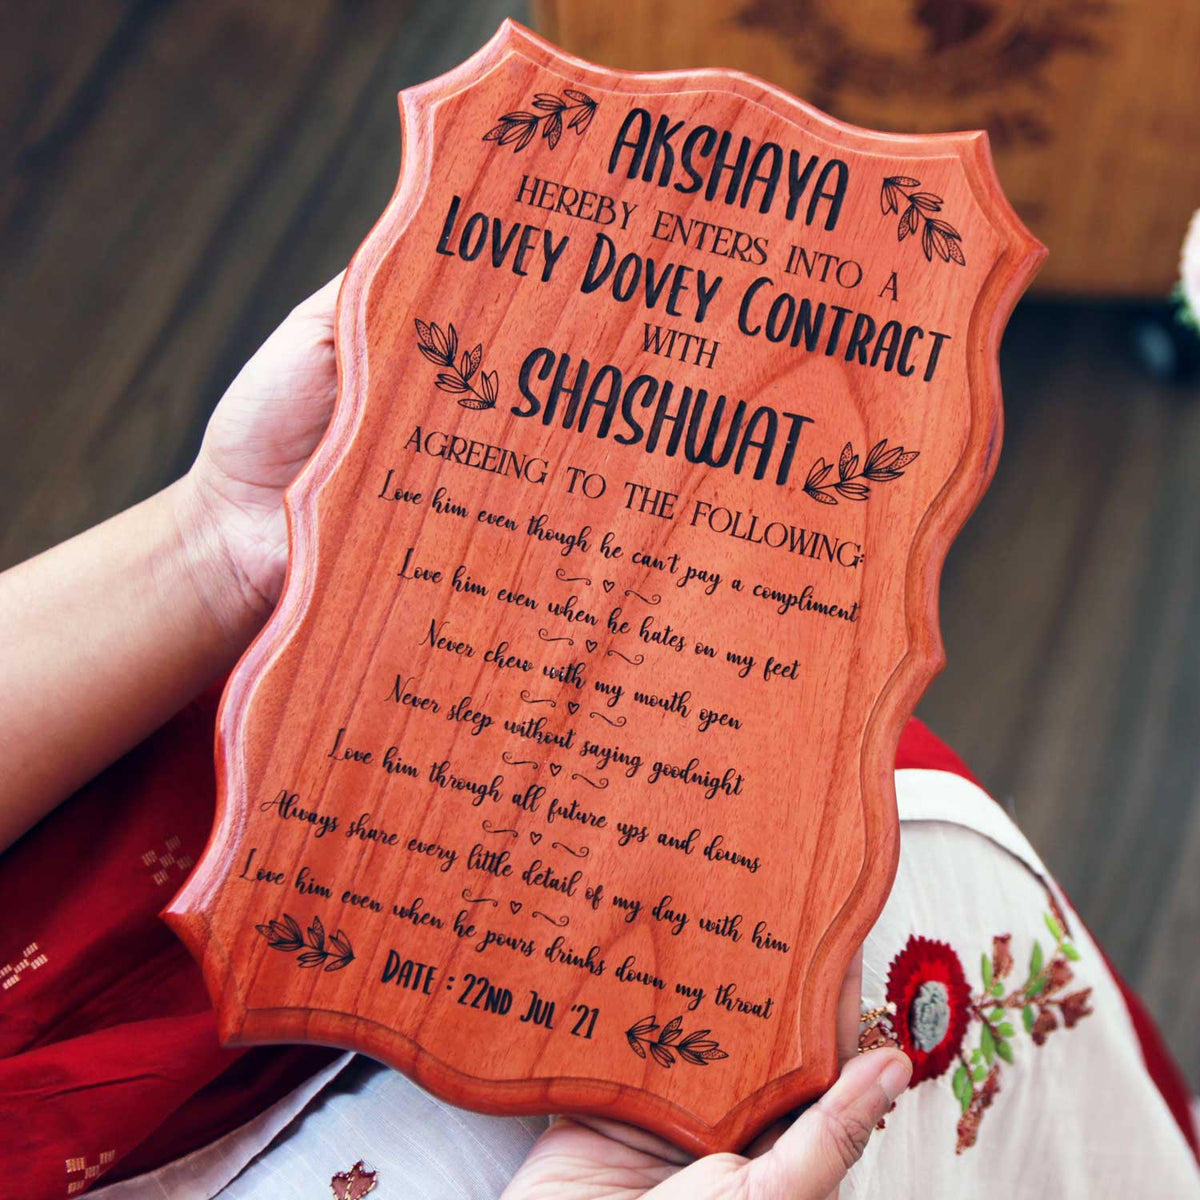 AKSHAYA
HEREBY ENTERS INTO A
LOVEY DOVEY CONTRACT
WITH
SHASHWAT
AGREEING TO THE FOLLOWING:
Love him even though he can't pay a compliment
Love him even when he hates on my feet
Never chew with my mouth open
Never sleep without saying goodnight
Love him through all future ups and downs
Always share every little detail of my day with him
Love him even when he pours drinks down my throat
DATE : 22ND JUL '21